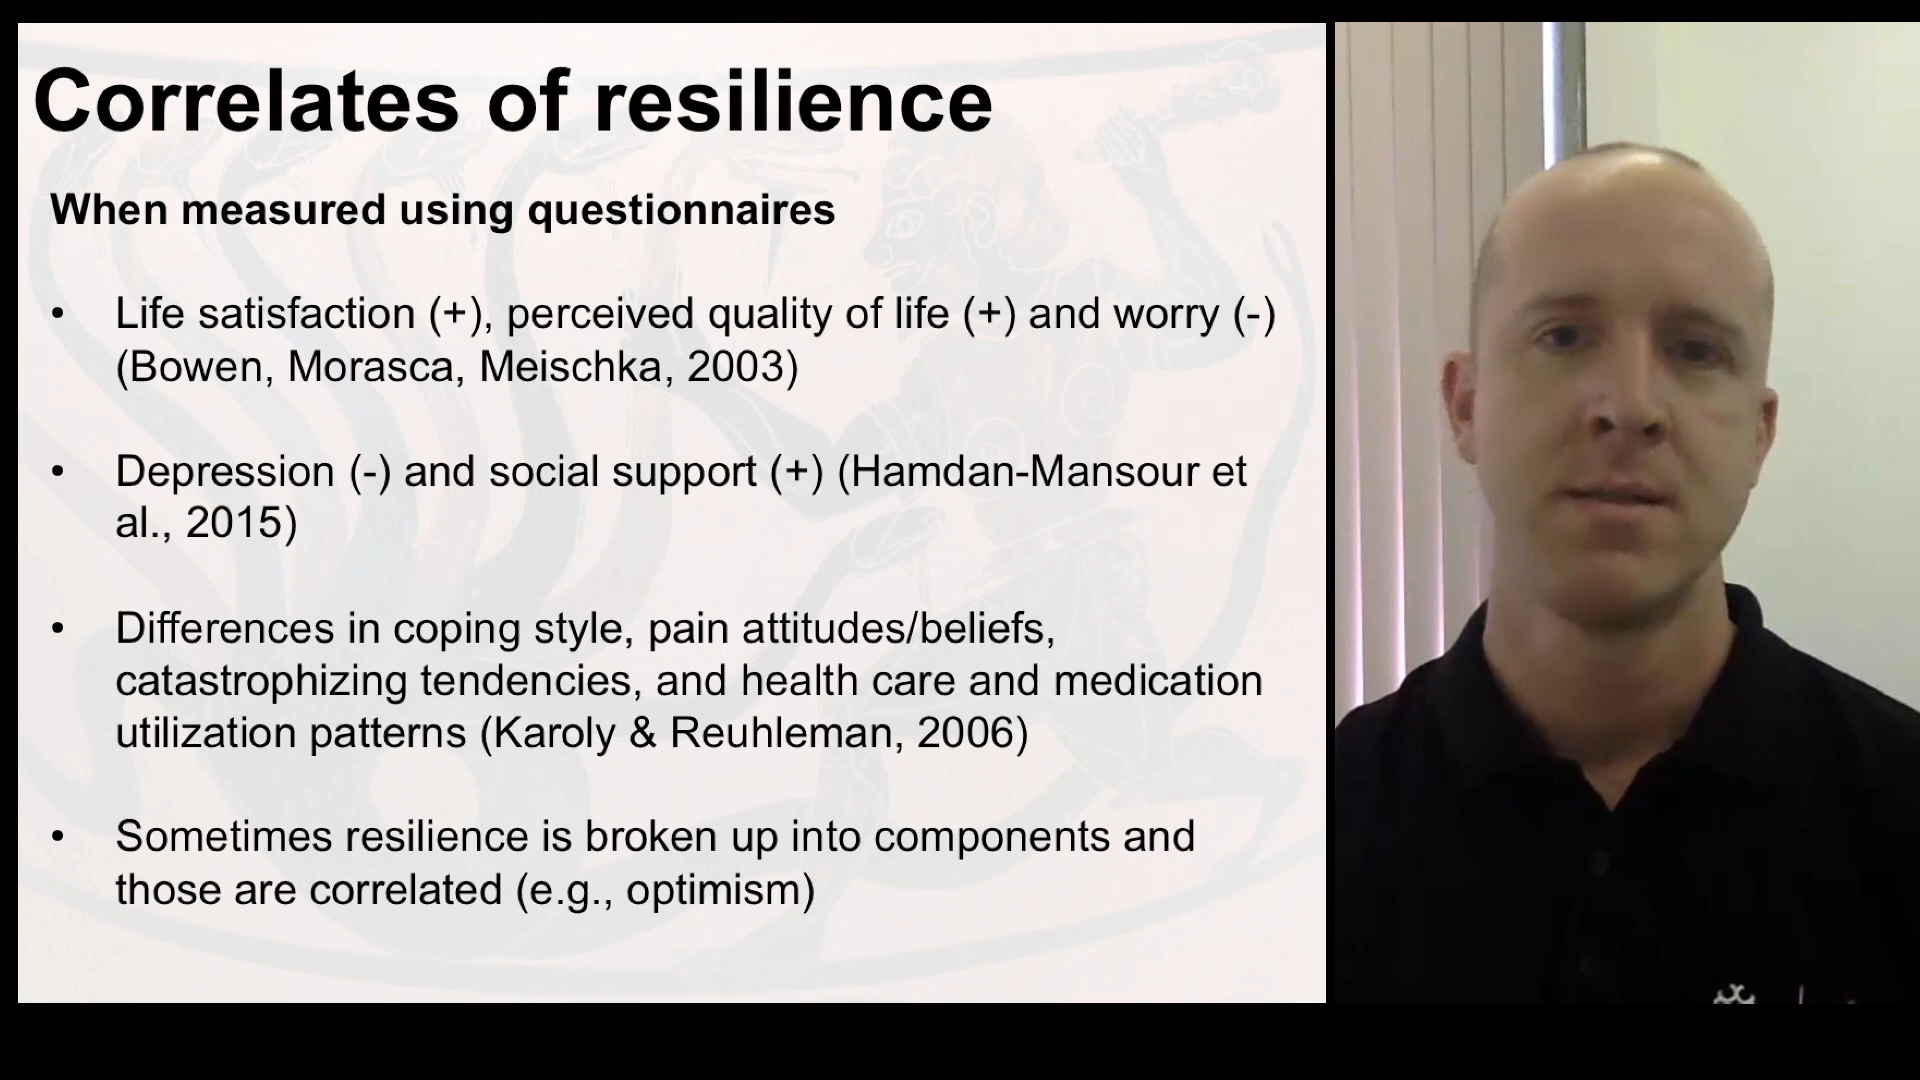 Correlates of resilience
When measured using questionnaires
• Life satisfaction (+), perceived quality of life (+) and worry (-)
(Bowen, Morasca, Meischka, 2003)
• Depression (-) and social support (+) (Hamdan-Mansour et
al., 2015)
• Differences in coping style, pain attitudes/beliefs,
catastrophizing tendencies, and health care and medication
utilization patterns (Karoly & Reuhleman, 2006)
• Sometimes resilience is broken up into components and
those are correlated (e.g., optimism)